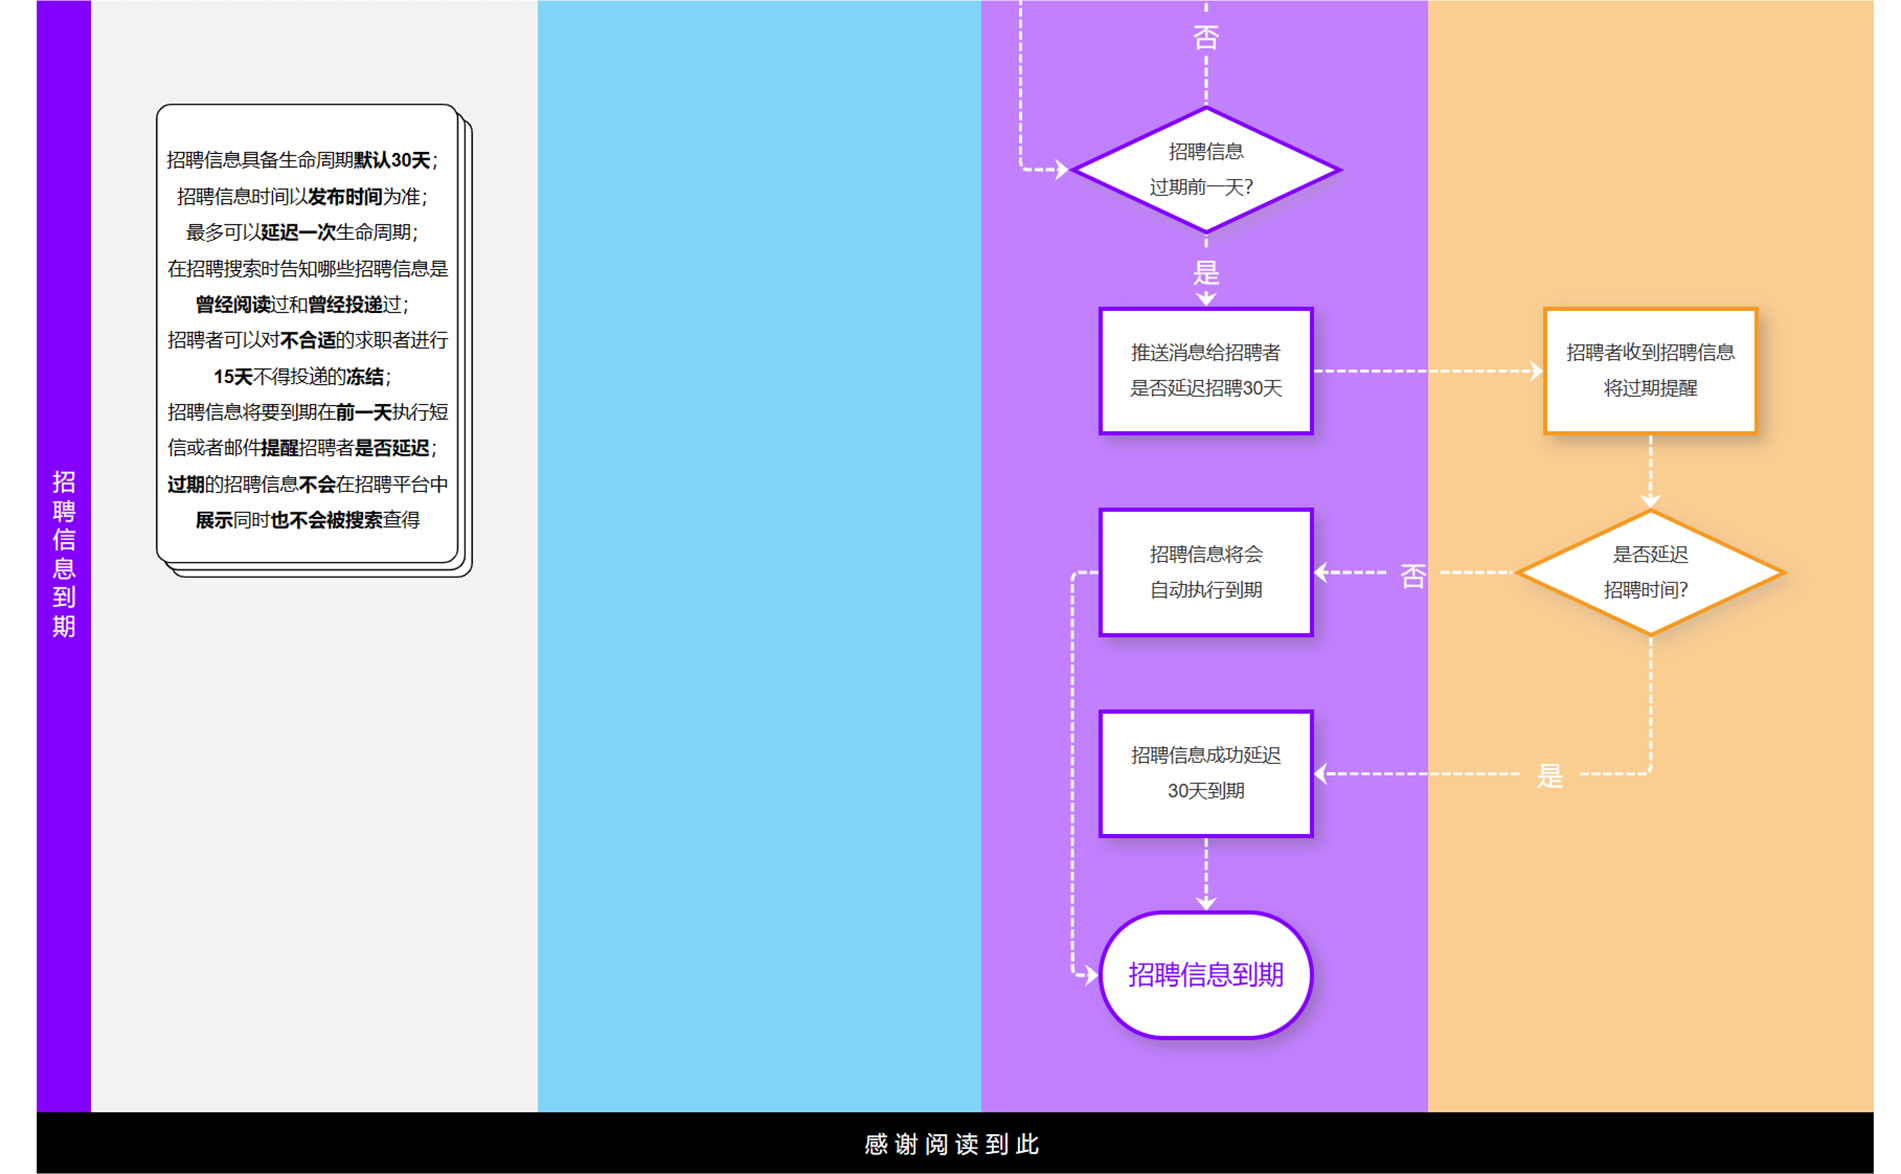 招聘信息到期
招聘信息具备生命周期默认30天；
招聘信息时间以发布时间为准；
最多可以延迟一次生命周期；
在招聘搜索时告知哪些招聘信息是
曾经阅读过和曾经投递过；
招聘者可以对不合适的求职者进行
15天不得投递的冻结；
招聘信息将要到期在前一天执行短
信或者邮件提醒招聘者是否延迟；
过期的招聘信息不会在招聘平台中
展示同时也不会被搜索查得
否
招聘信息
过期前一天?
是
推送消息给招聘者
是否延迟招聘30天
招聘者收到招聘信息
将过期提醒
是否延迟
招聘时间?
否
招聘信息将会
自动执行到期
是
招聘信息成功延迟
30天到期
招聘信息到期
感谢阅读到此